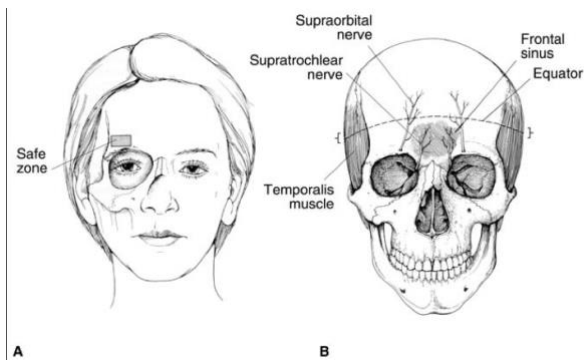 Supraorbital
nerve
Supratrochlear
nerve
Frontal
sinus
Equator
Safe
zone
Temporalis
muscle
A
B